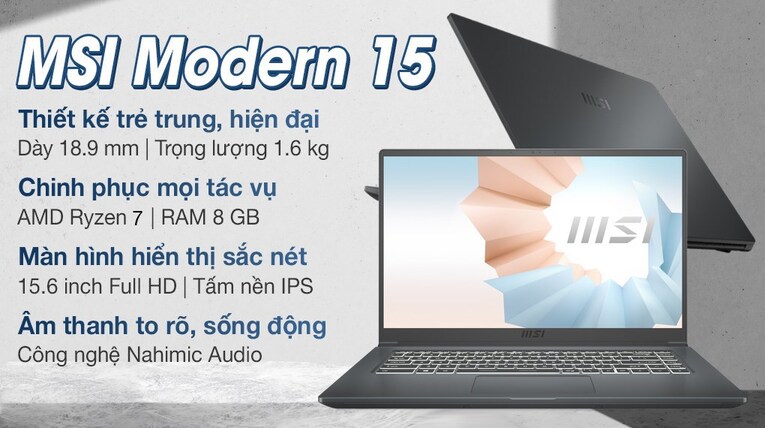 MSI Modern 15
Thiết kế trẻ trung, hiện đại
Dày 18.9 mm | Trọng lượng 1.6 kg
Chinh phục mọi tác vụ
AMD Ryzen 7 | RAM 8 GB
Màn hình hiển thị sắc nét
15.6 inch Full HD | Tấm nền IPS
Âm thanh to rõ, sống động
Công nghệ Nahimic Audio
msi
msi
msi